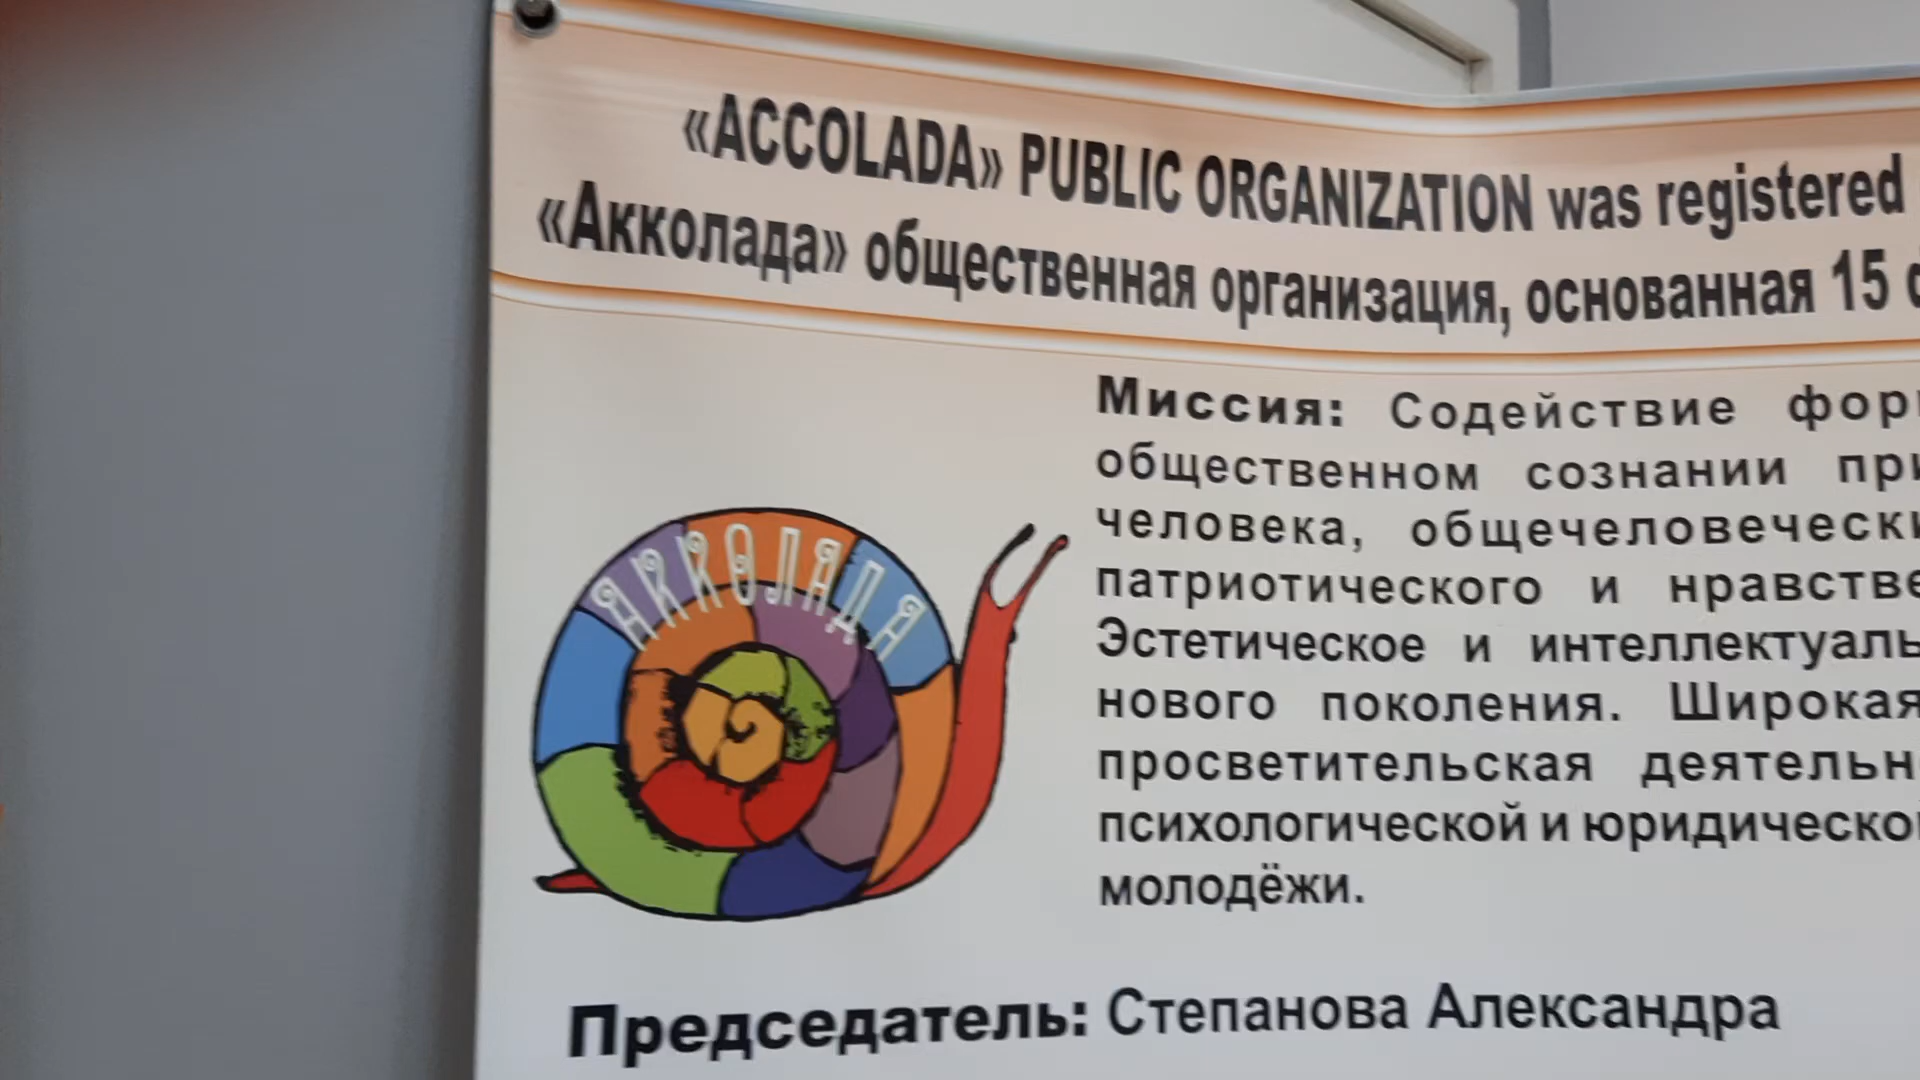 «ACCOLADA» PUBLIC ORGANIZATION was registered
«Акколада» общественная организация, основанная 15
Миссия: Содействие фор
общественном сознании при
человека, общечеловечески
патриотического и нравстве
Эстетическое и интеллектуаль
нового поколения. Широкая
просветительская деятельн
психологической и юридическо
молодёжи.
АККОЛАДА
Председатель: Степанова Александра